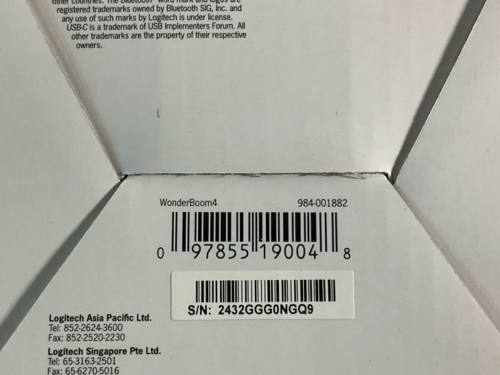 other countries. The Bluetooth® word mark and logos are
registered trademarks owned by Bluetooth SIG, Inc. and
any use of such marks by Logitech is under license.
USB-C is a trademark of USB Implementers Forum. All
other trademarks are the property of their respective
owners.
WonderBoom4 984-001882
0 97855 19004 8
S/N: 2432GGG0NGQ9
Logitech Asia Pacific Ltd.
Tel: 852-2624-3600
Fax: 852-2520-2230
Logitech Singapore Pte Ltd.
Tel: 65-3163-2501
Fax: 65-6270-5016